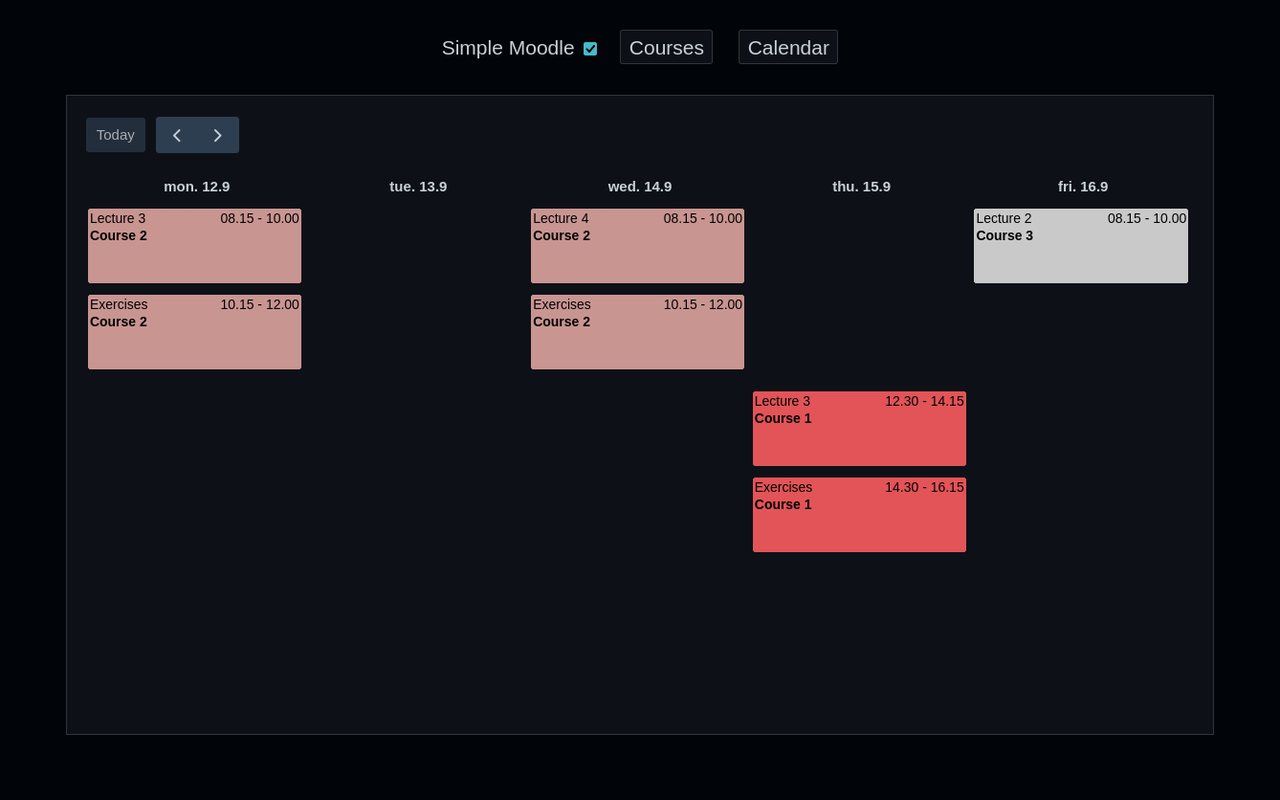 Simple Moodle Courses Calendar
Today
mon. 12.9 tue. 13.9 wed. 14.9 thu. 15.9 fri. 16.9
Lecture 3 08.15 - 10.00
Course 2
Exercises 10.15 - 12.00
Course 2
Lecture 4 08.15 - 10.00
Course 2
Exercises 10.15 - 12.00
Course 2
Lecture 3 12.30 - 14.15
Course 1
Exercises 14.30 - 16.15
Course 1
Lecture 2 08.15 - 10.00
Course 3